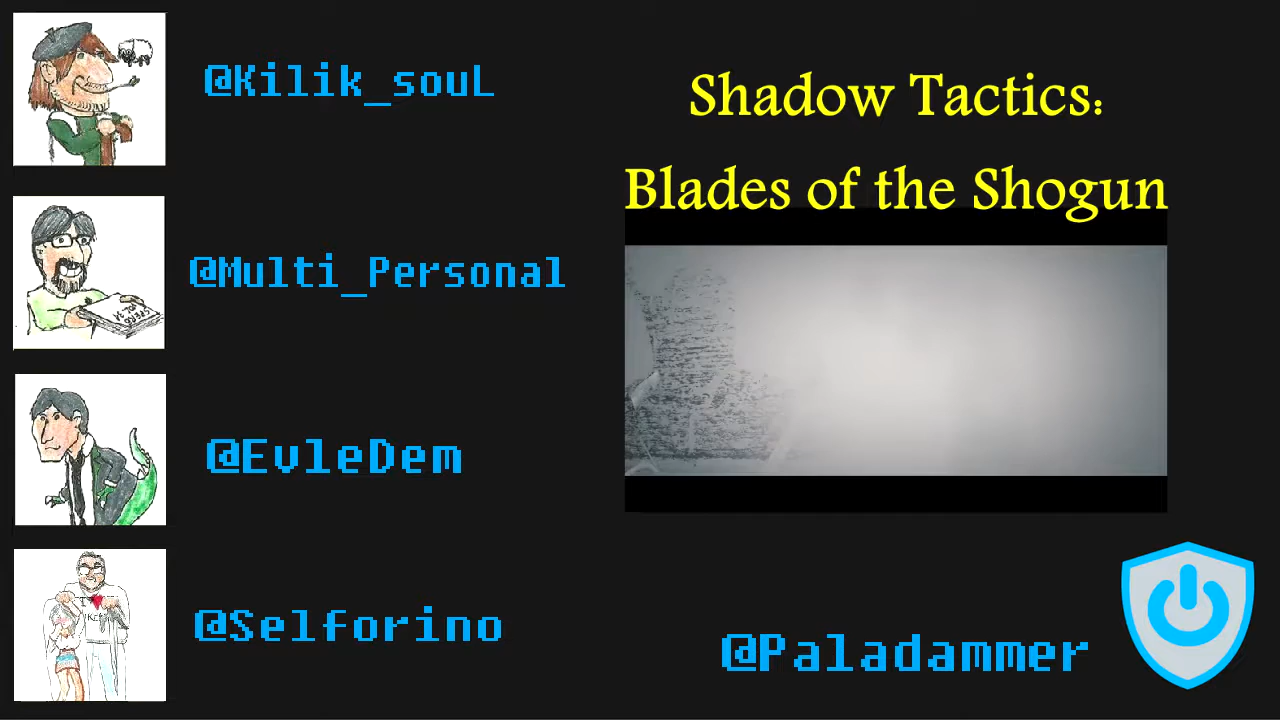 @Kilik_souL
@Multi_Personal
@EvleDem
@Selforino
Shadow Tactics:
Blades of the Shogun
@Paladammer